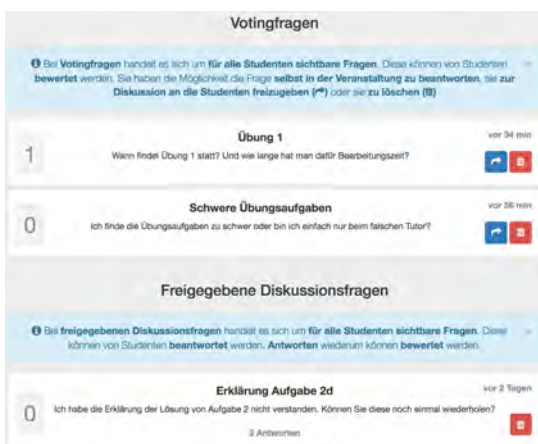 Votingfragen
Bei Votingfragen handelt es sich um für alle Studenten sichtbare Fragen. Diese können von Studenten
bewertet werden. Sie haben die Möglichkeit die Frage selbst in der Veranstaltung zu beantworten, sie zur
Diskussion an die Studenten freizugeben () oder sie zu löschen ()
Übung 1
vor 94 min
1
Wann findet Übung 1 statt? Und wie lange hat man dafür Bearbeitungszeit?
Schwere Übungsaufgaben
vor 56 min
0
Ich finde die Übungsaufgaben zu schwer oder bin ich einfach nur beim falschen Tutor?
Freigegebene Diskussionsfragen
Bei freigegebenen Diskussionsfragen handelt es sich um für alle Studenten sichtbare Fragen. Diese
können von Studenten beantwortet werden. Antworten wiederum können bewertet werden.
Erklärung Aufgabe 2d
vor 2 Tagen
0
Ich habe die Erklärung der Lösung von Aufgabe 2 nicht verstanden. Können Sie diese noch einmal wiederholen?
2 Antworten